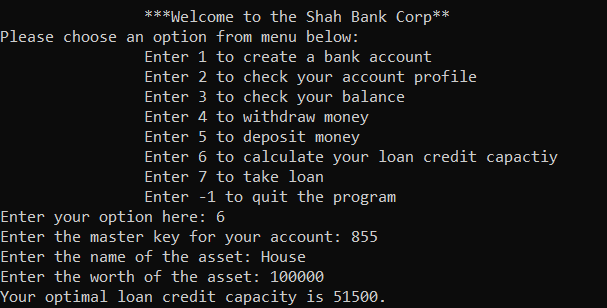 ***Welcome to the Shah Bank Corp**
Please choose an option from menu below:
Enter 1 to create a bank account
Enter 2 to check your account profile
Enter 3 to check your balance
Enter 4 to withdraw money
Enter 5 to deposit money
Enter 6 to calculate your loan credit capactiy
Enter 7 to take loan
Enter -1 to quit the program
Enter your option here: 6
Enter the master key for your account: 855
Enter the name of the asset: House
Enter the worth of the asset: 100000
Your optimal loan credit capacity is 51500.